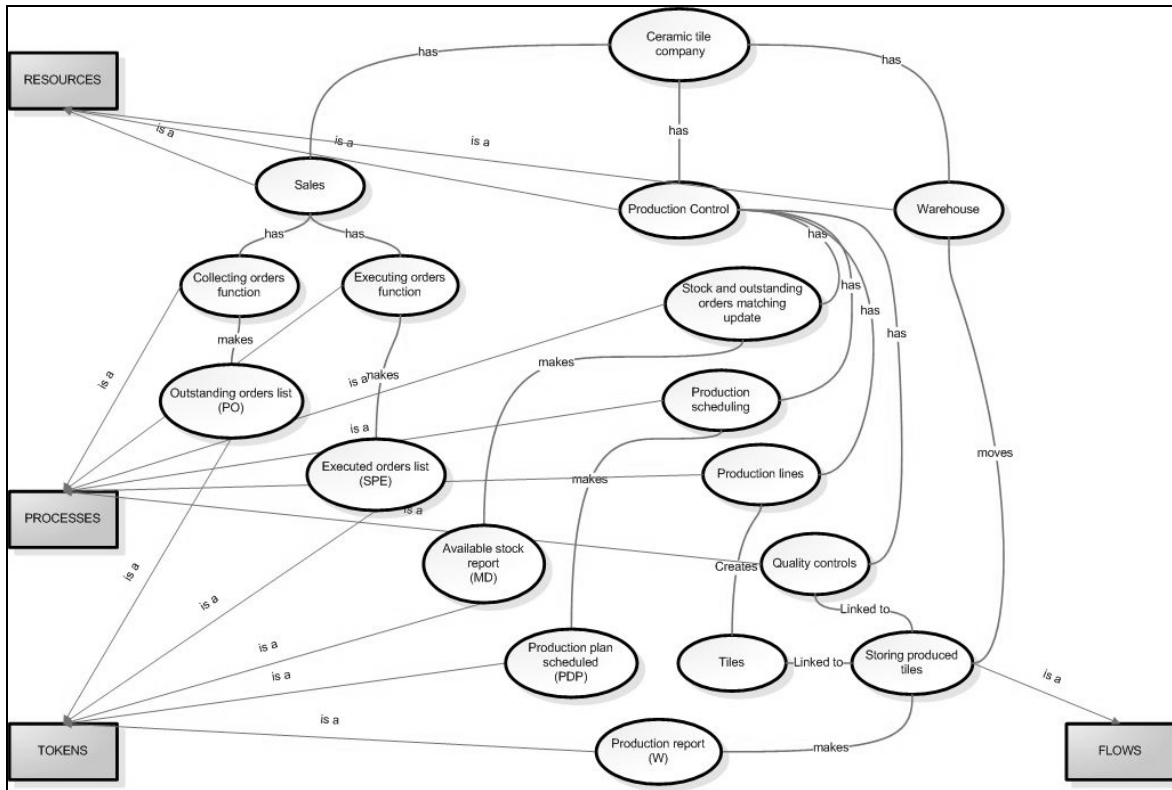 Ceramic tile
company
has
has
RESOURCES
has
is a
is a
is a
Sales
Production Control
Warehouse
has
has
has
Collecting orders
function
Executing orders
function
Stock and outstanding
orders matching
update
has
has
has
makes
makes
is a
makes
is a
Outstanding orders list
(PO)
Production
scheduling
is a
Executed orders list
(SPE)
Production lines
moves
makes
PROCESSES
is a
Available stock
report
(MD)
Creates
Quality controls
is a
is a
Linked to
is a
Production plan
scheduled
(PDP)
Tiles
Linked to
Storing produced
tiles
is a
is a
is a
TOKENS
Production report
(W)
makes
FLOWS